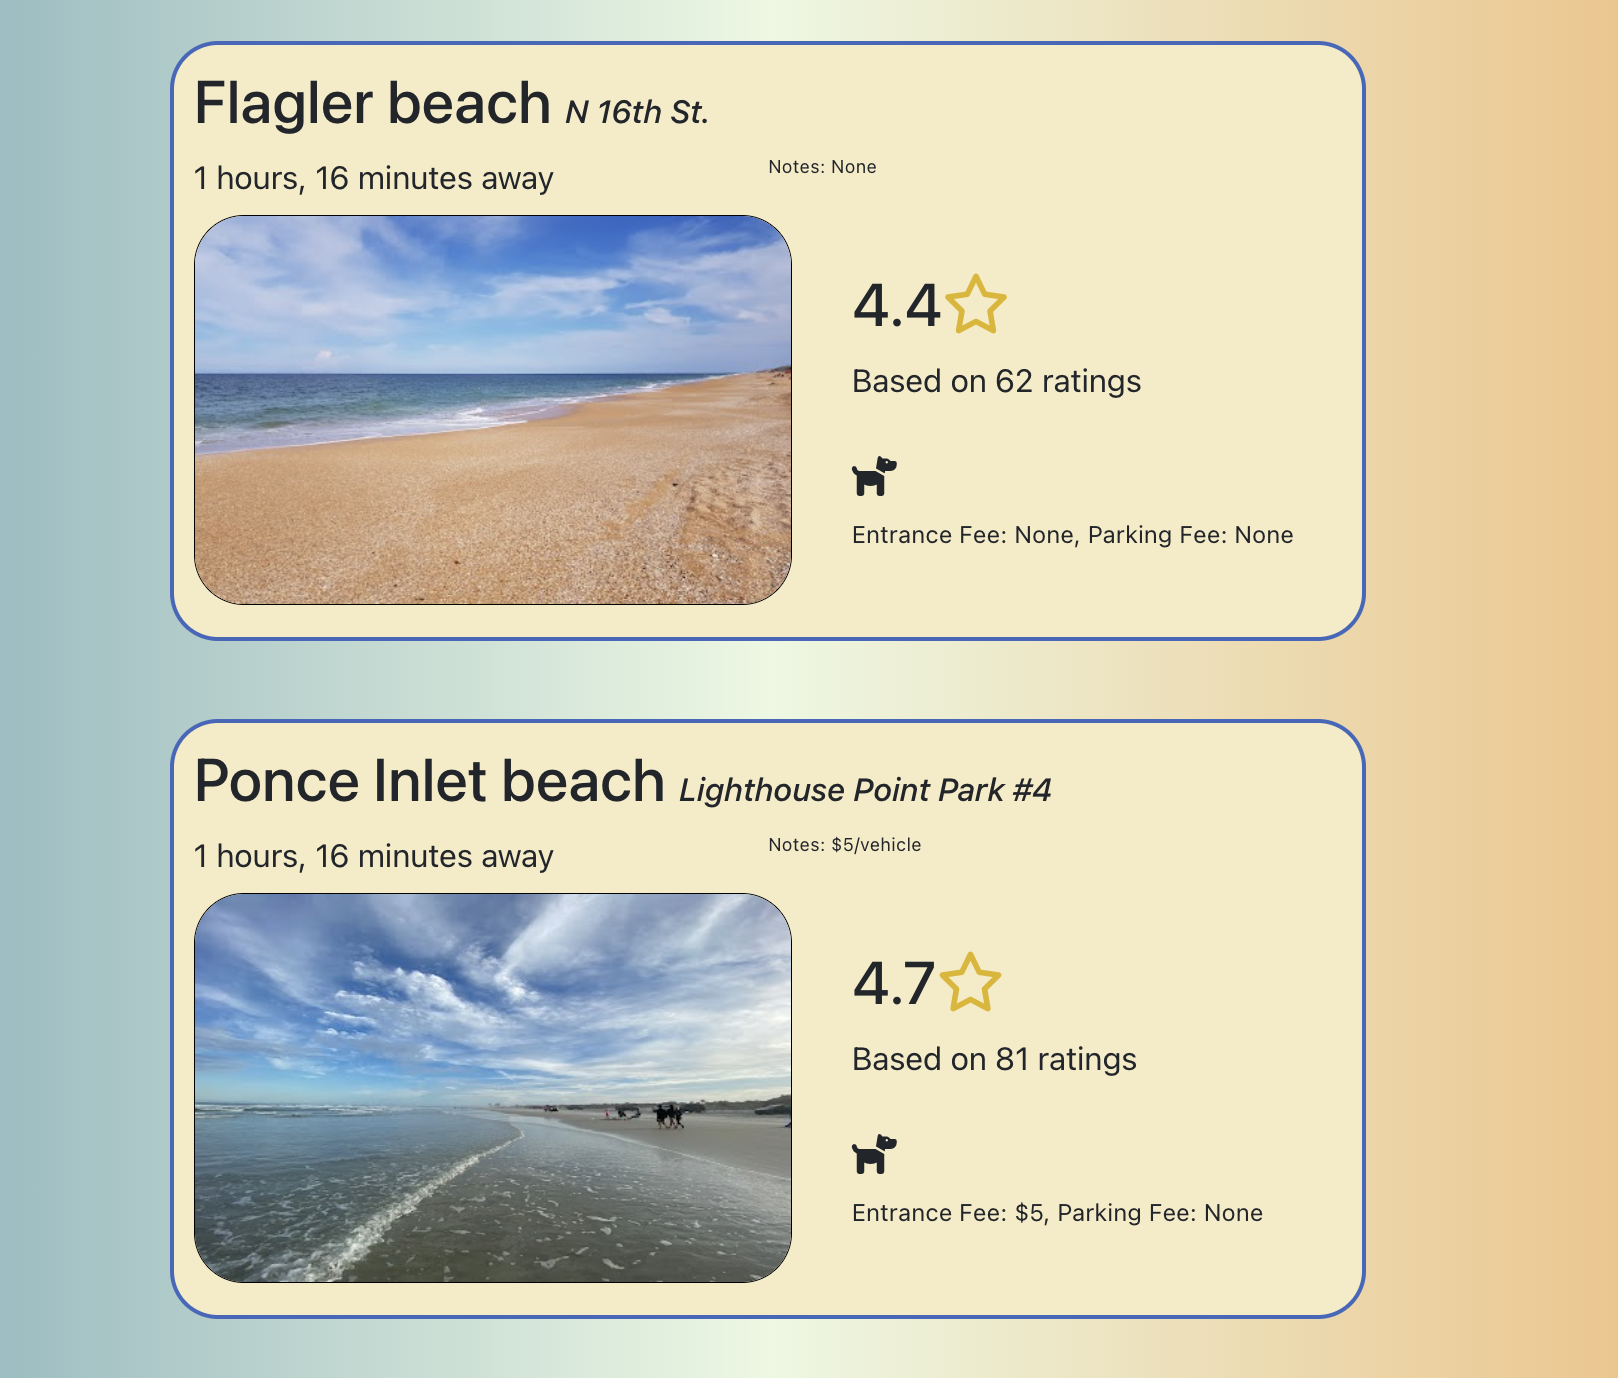 Flagler beach N 16th St.
1 hours, 16 minutes away
Notes: None
4.4
Based on 62 ratings
Entrance Fee: None, Parking Fee: None
Ponce Inlet beach Lighthouse Point Park #4
1 hours, 16 minutes away
Notes: $5/vehicle
4.7
Based on 81 ratings
Entrance Fee: $5, Parking Fee: None